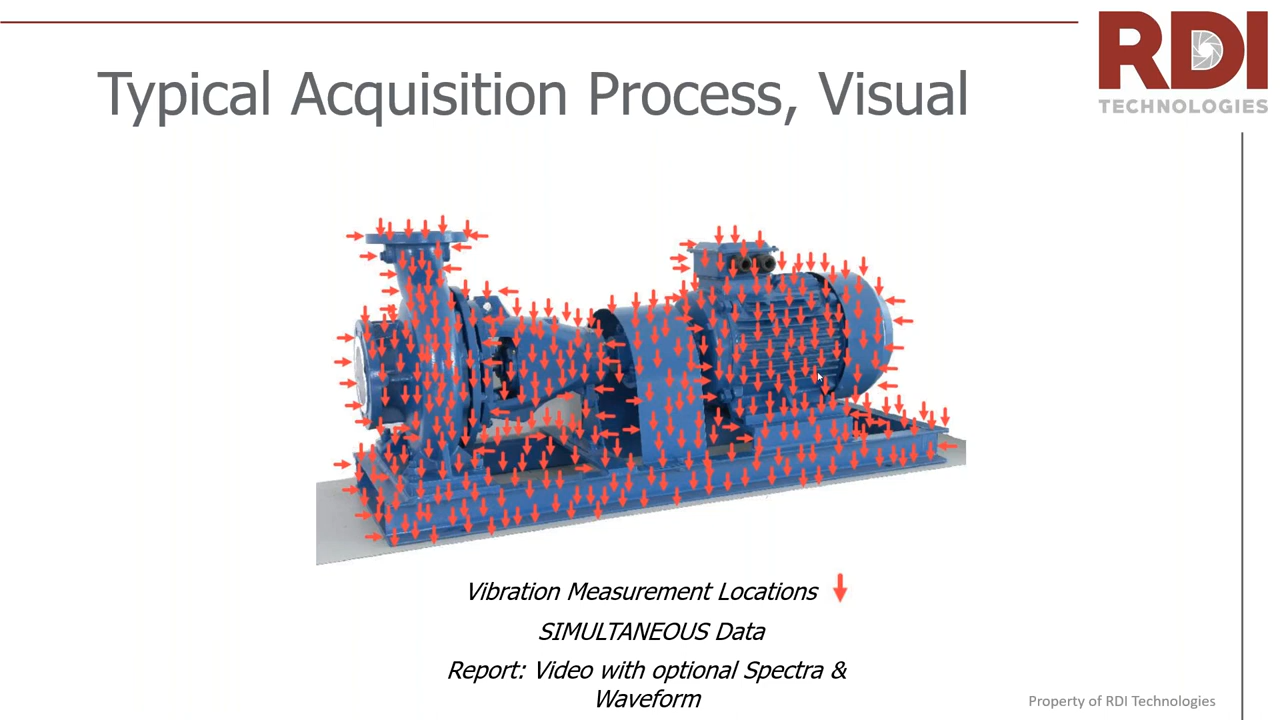 RDI
TECHNOLOGIES
Typical Acquisition Process, Visual
Vibration Measurement Locations
SIMULTANEOUS Data
Report: Video with optional Spectra &
Waveform
Property of RDI Technologies